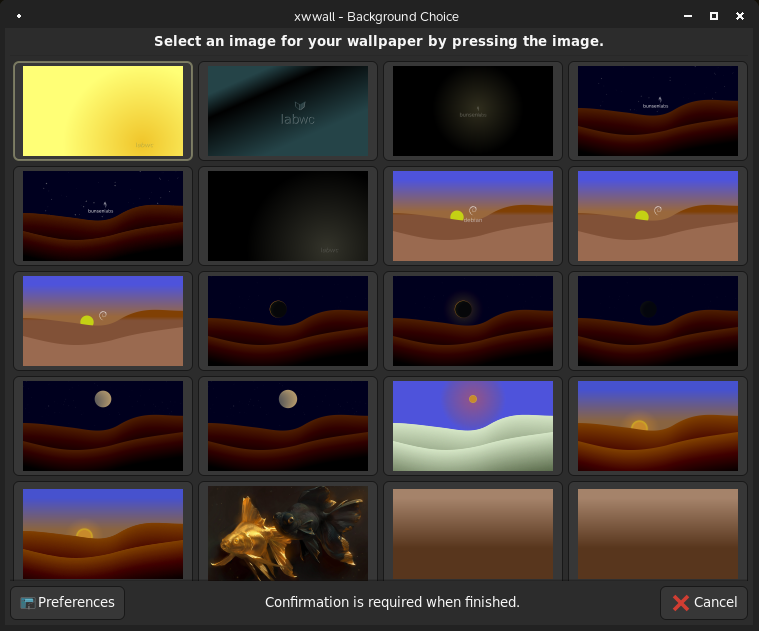 xwwall - Background Choice
Select an image for your wallpaper by pressing the image.
labwc
labwc
bunsenlabs
bunsenlabs
bunsenlabs
labwc
debian
Preferences
Confirmation is required when finished.
Cancel